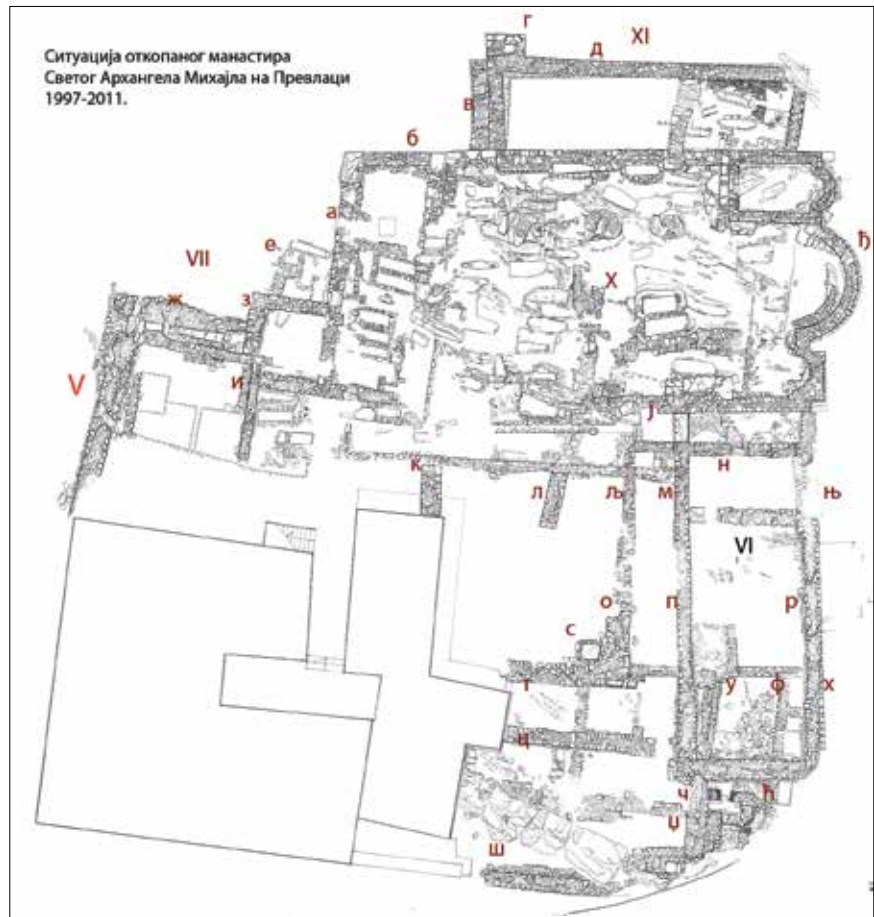 Ситуација откопаног манастира
Светог Архангела Михајла на Превлаци
1997-2011.
г
XI
д
в
б
а
ђ
е
VII
X
ж
з
V
и
ј
к
н
л
љ
м
њ
VI
о
п
р
с
т
у
ф
х
ц
ч
ћ
џ
ш